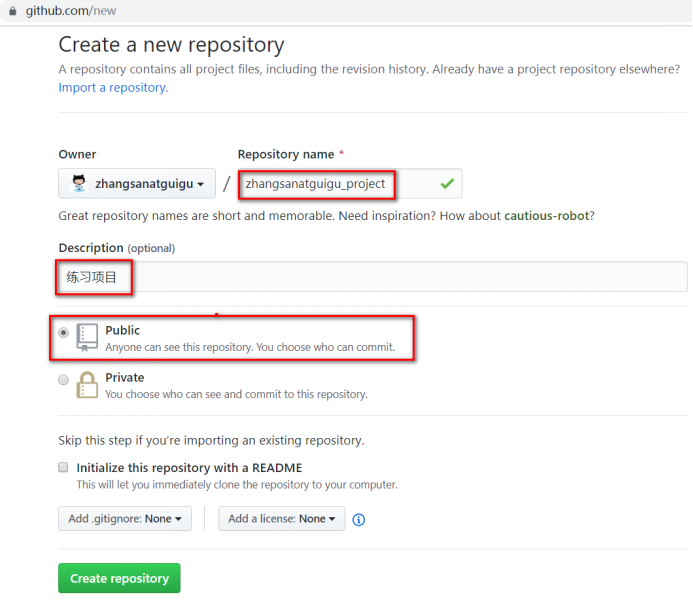 github.com/new
Create a new repository
A repository contains all project files, including the revision history. Already have a project repository elsewhere?
Import a repository.
Owner
Repository name *
zhangsanatguigu / zhangsanatguigu_project
Great repository names are short and memorable. Need inspiration? How about cautious-robot?
Description (optional)
练习项目
Public
Anyone can see this repository. You choose who can commit.
Private
You choose who can see and commit to this repository.
Skip this step if you’re importing an existing repository.
Initialize this repository with a README
This will let you immediately clone the repository to your computer.
Add .gitignore: None Add a license: None
Create repository